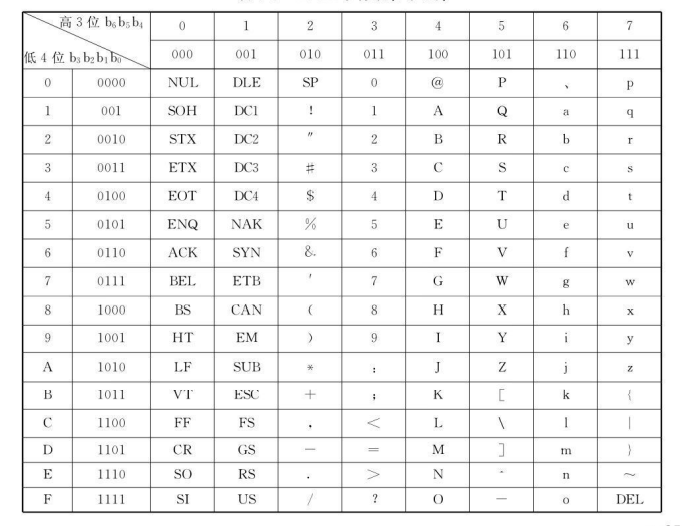 高 3 位 b₆b₅b₄ 0 1 2 3 4 5 6 7
低 4 位 b₃b₂b₁b₀ 000 001 010 011 100 101 110 111
0 0000 NUL DLE SP 0 @ P 、 p
1 001 SOH DC1 ! 1 A Q a q
2 0010 STX DC2 ″ 2 B R b r
3 0011 ETX DC3 # 3 C S c s
4 0100 EOT DC4 $ 4 D T d t
5 0101 ENQ NAK % 5 E U e u
6 0110 ACK SYN & 6 F V f v
7 0111 BEL ETB ′ 7 G W g w
8 1000 BS CAN ( 8 H X h x
9 1001 HT EM ) 9 I Y i y
A 1010 LF SUB * : J Z j z
B 1011 VT ESC + ; K [ k {
C 1100 FF FS , < L \ l |
D 1101 CR GS — = M ] m }
E 1110 SO RS . > N ^ n ~
F 1111 SI US / ? O — o DEL